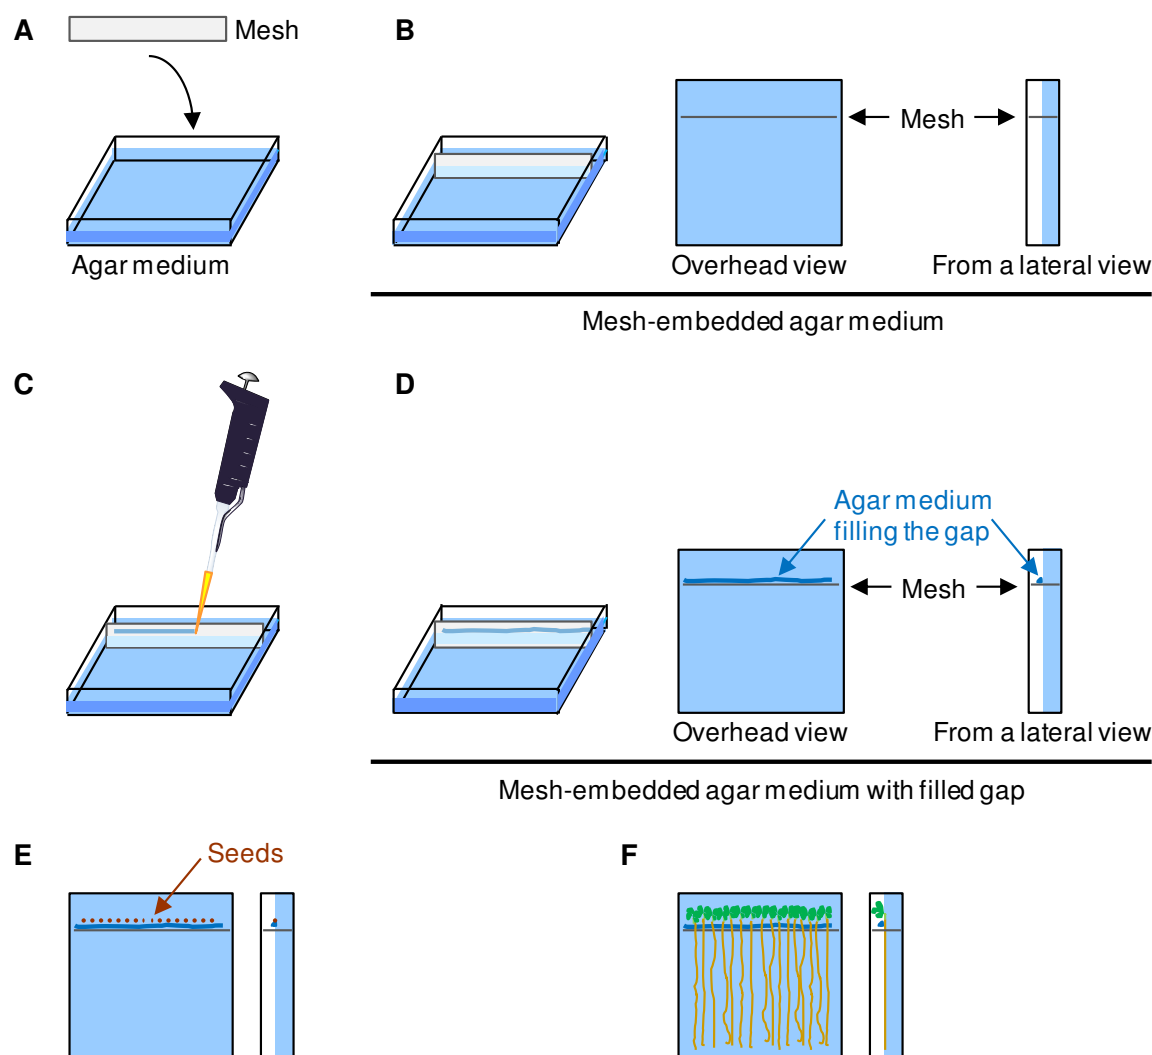 A
Mesh
Agar medium
B
Mesh
Overhead view
From a lateral view
Mesh-embedded agar medium
C
D
Agar medium
filling the gap
Mesh
Overhead view
From a lateral view
Mesh-embedded agar medium with filled gap
E
Seeds
F